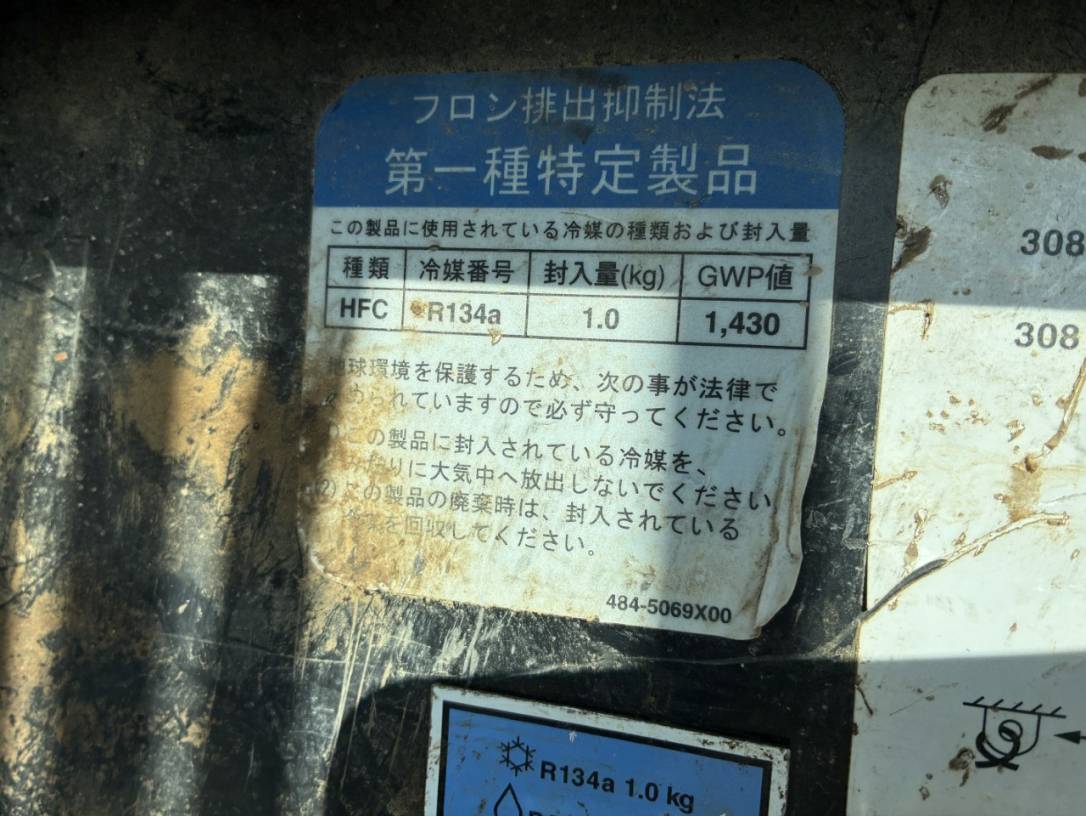 フロン排出抑制法
第一種特定製品
この製品に使用されている冷媒の種類および封入量
種類 冷媒番号 封入量(kg) GWP値
HFC R134a 1.0 1,430
地球環境を保護するため、次の事が法律で
められていますので必ず守ってください。
この製品に封入されている冷媒を、
みだりに大気中へ放出しないでください
2)この製品の廃棄時は、封入されている
を回収してください。
484-5069X00
R134a 1.0 kg
308
308